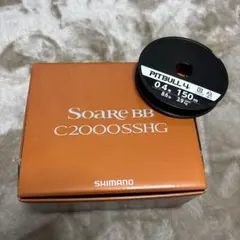 Soare BB
C2000SSHG
SHIMANO
PITBULL 4
0.4号 150m